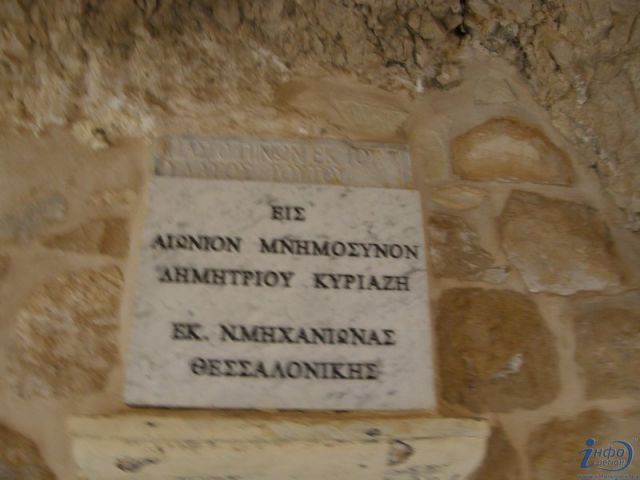 ΕΙΣ
ΑΙΩΝΙΟΝ ΜΝΗΜΟΣΥΝΟΝ
ΔΗΜΗΤΡΙΟΥ ΚΥΡΙΑΖΗ
ΕΚ. Ν.ΜΗΧΑΝΙΩΝΑΣ
ΘΕΣΣΑΛΟΝΙΚΗΣ